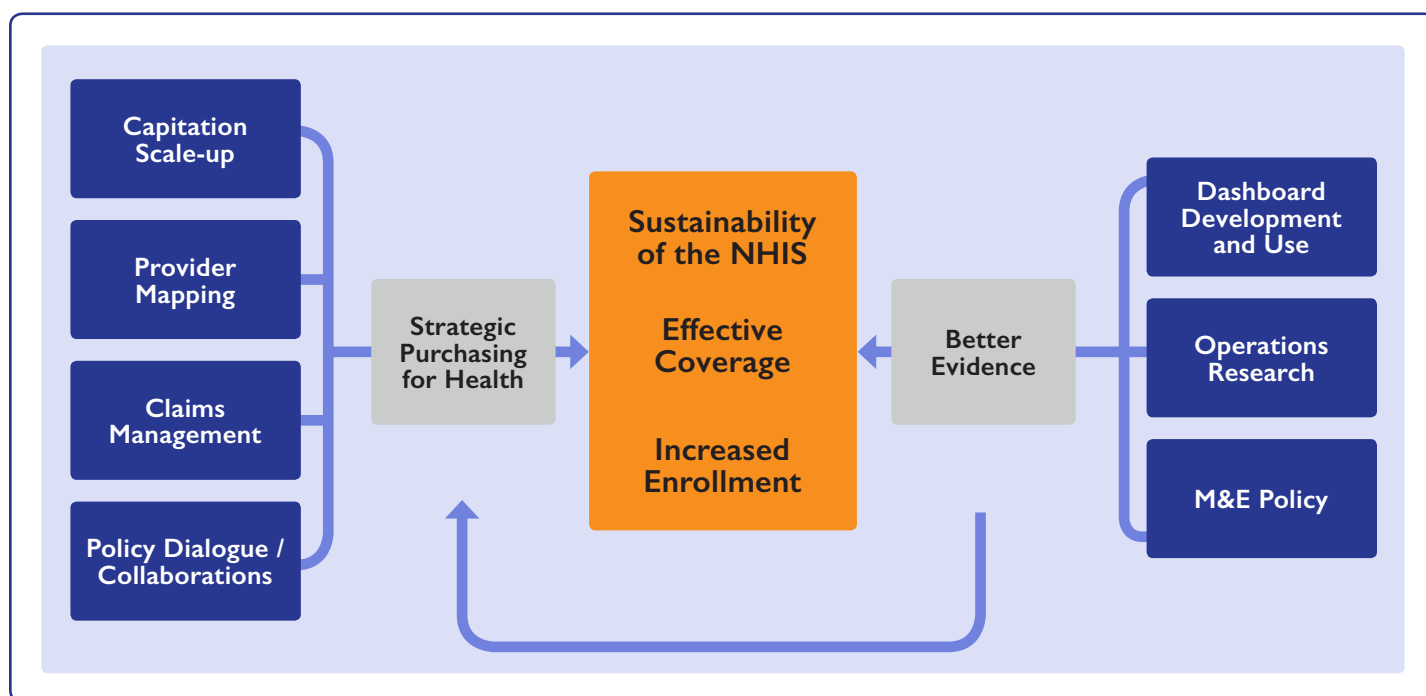 Capitation
Scale-up
Provider
Mapping
Claims
Management
Policy Dialogue /
Collaborations
Strategic
Purchasing
for Health
Sustainability
of the NHIS
Effective
Coverage
Increased
Enrollment
Better
Evidence
Dashboard
Development
and Use
Operations
Research
M&E Policy